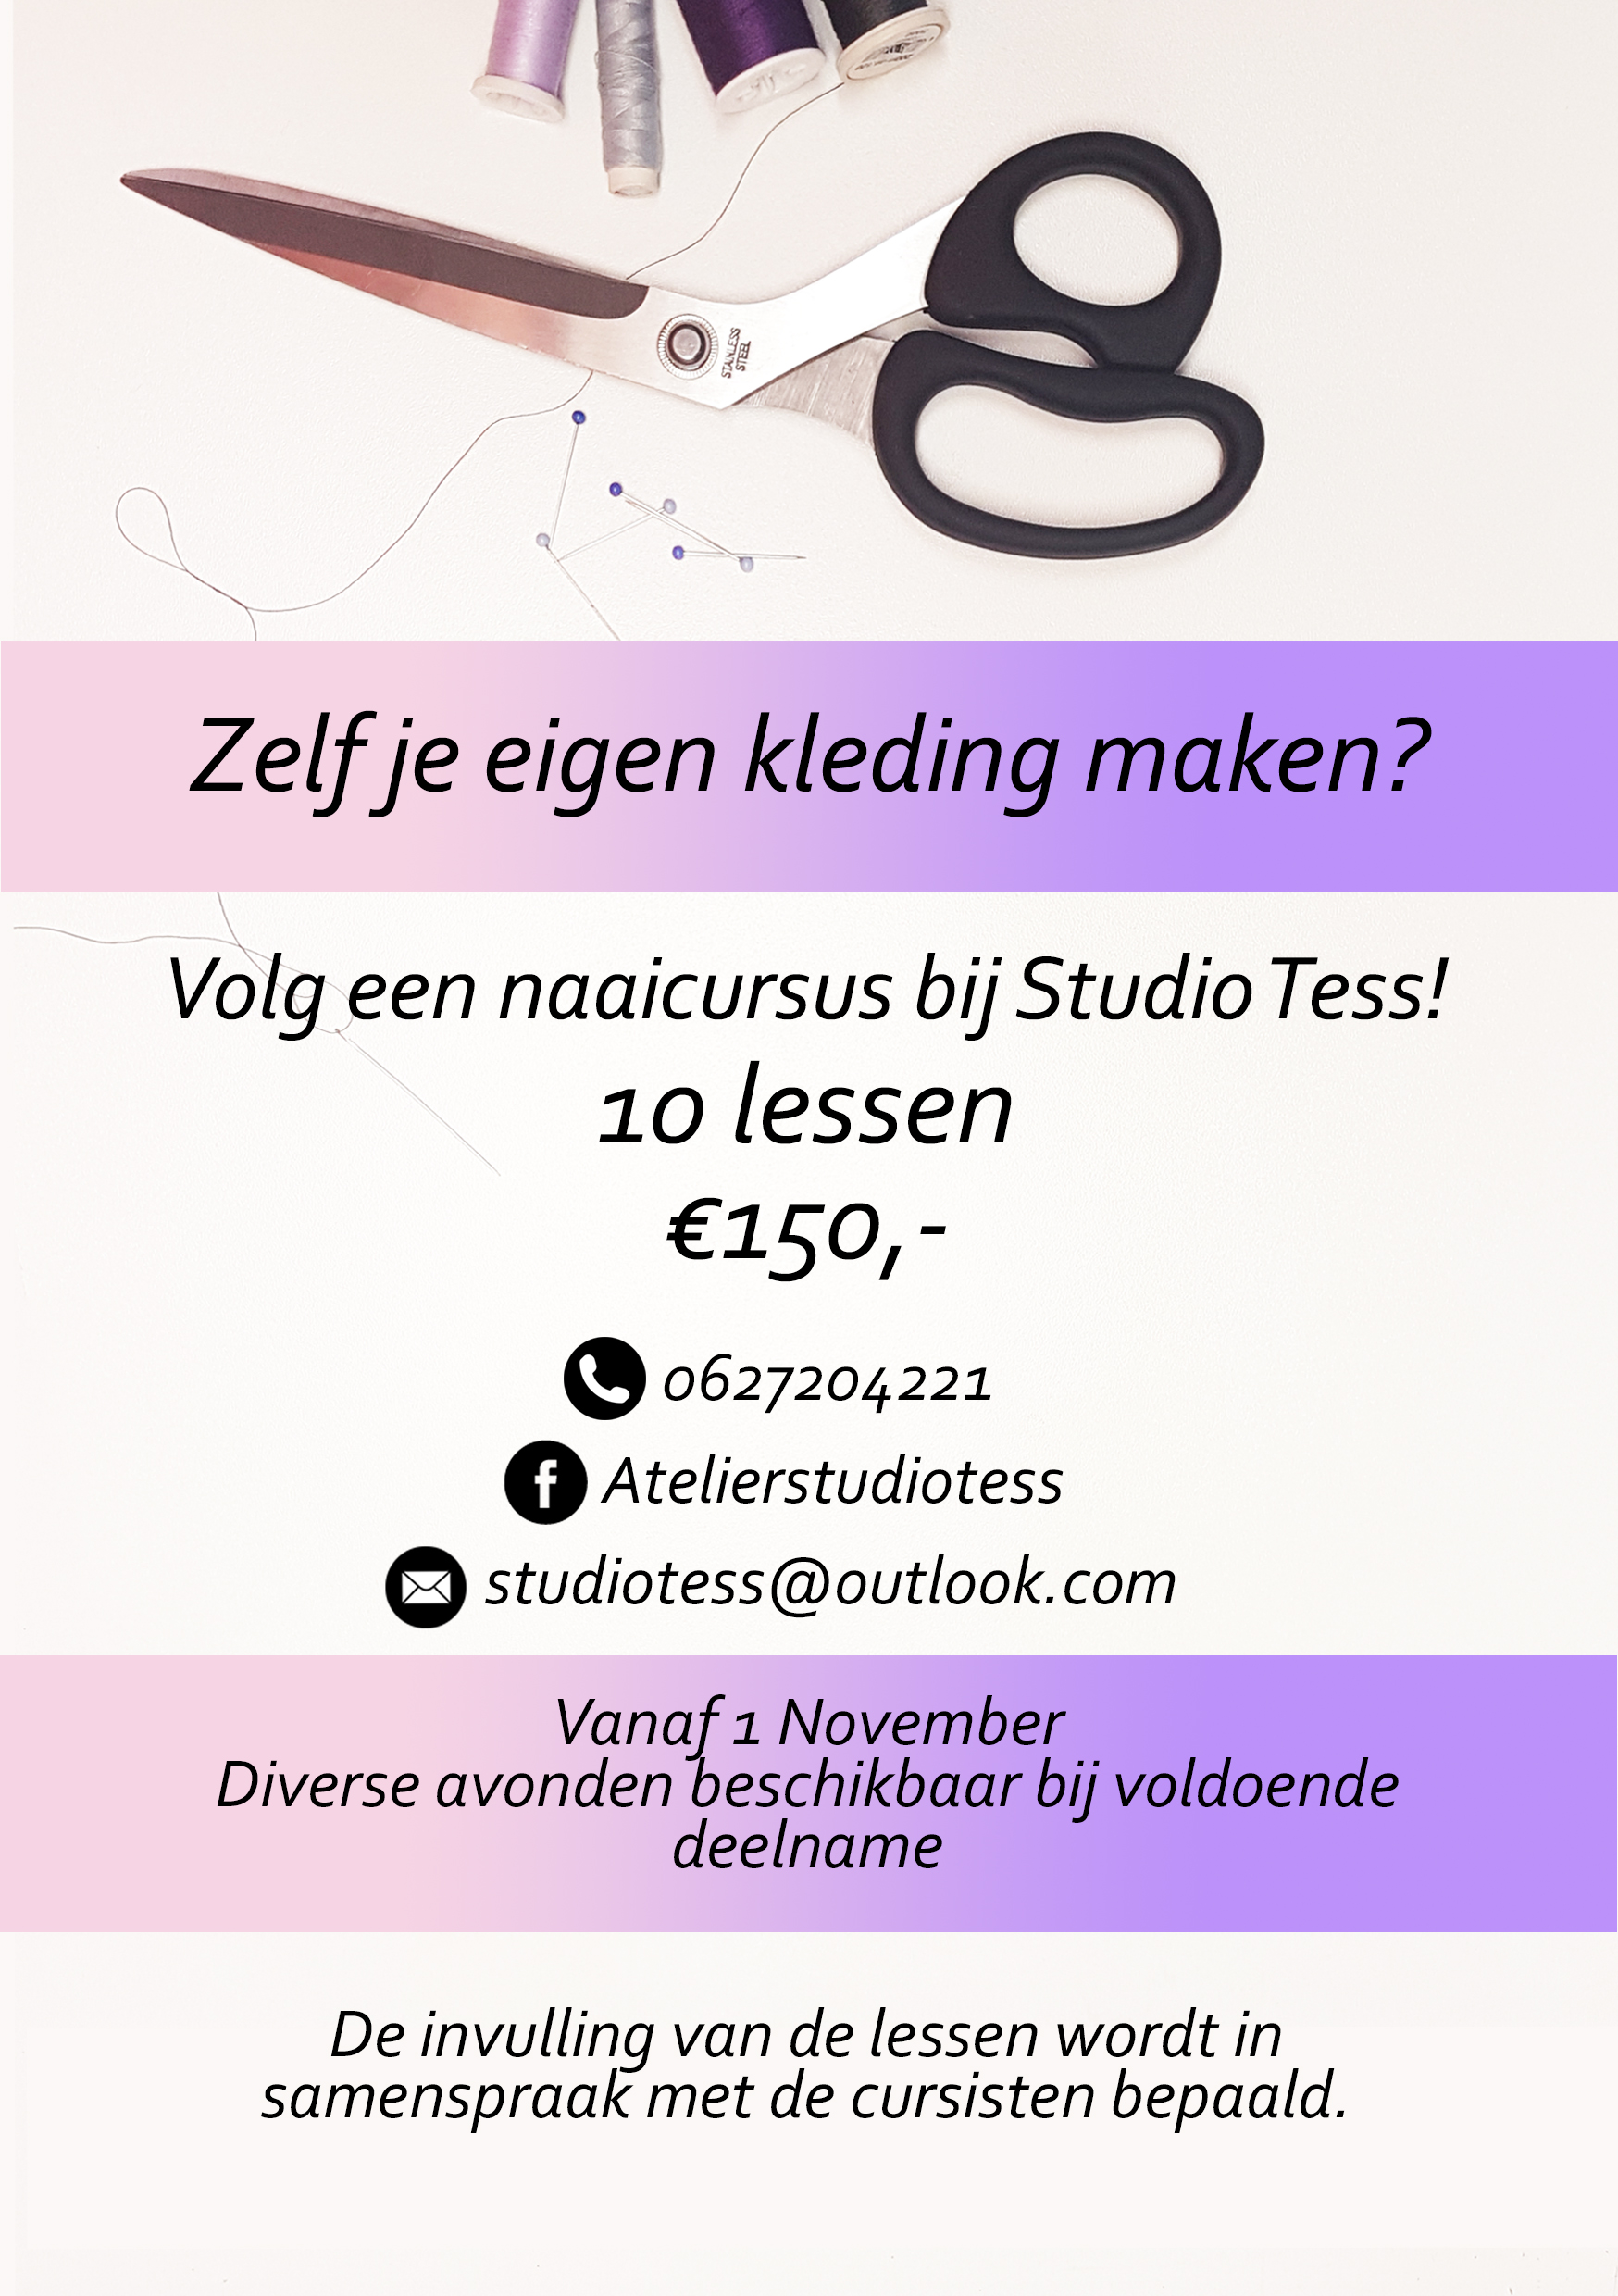 STAINLESS
STEEL
Zelf je eigen kleding maken?
Volg een naaicursus bij Studio Tess!
10 lessen
€150,-
0627204221
f Atelierstudiotess
studiotess@outlook.com
Vanaf 1 November
Diverse avonden beschikbaar bij voldoende
deelname
De invulling van de lessen wordt in
samenspraak met de cursisten bepaald.